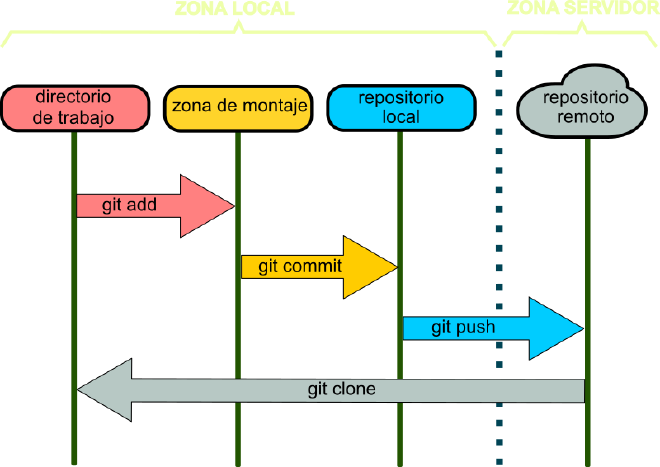 ZONA LOCAL
ZONA SERVIDOR
directorio
de trabajo
zona de montaje
repositorio
local
repositorio
remoto
git add
git commit
git push
git clone